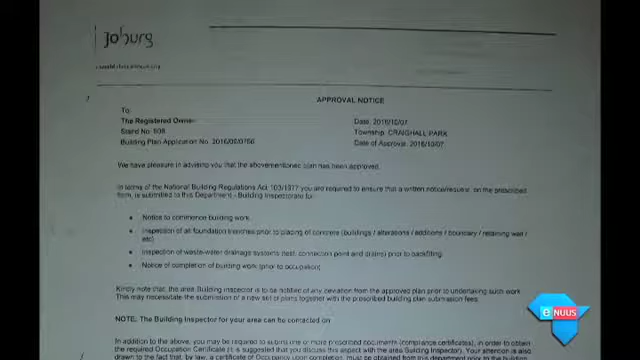 Joburg
APPROVAL NOTICE
To
The Registered Owner
Date. 2016/10/07
Stand No. 608
Township. CRAIGHALL PARK
Building Plan Application No. 2016/06/0766
Date of Approval. 2016/10/07
We have pleasure in advising you that the abovementioned plan has been approved.
In terms of the National Building Regulations Act 103/1977 you are required to ensure that a written notice/request, on the prescribed
form, is submitted to this Department - Building Inspectorate for
• Notice to commence building work
• Inspection of all foundation trenches prior to placing of concrete (buildings / alterations / additions / boundary / retaining wall /
etc)
• Inspection of waste-water drainage systems connection point and drains) prior to backfilling
• Notice of completion of building work (prior to occupation)
Kindly note that, the area Building Inspector is to be notified of any deviation from the approved plan prior to undertaking such work
This may necessitate the submission of a new set of plans together with the prescribed building plan submission fees
NOTE: The Building Inspector for your area can be contacted on
In addition to the above, you may be required to submit one or more prescribed documents (compliance certificates), in order to obtain
the required Occupation Certificate (it is suggested that you discuss this aspect with the area Building Inspector). Your attention is also
drawn to the fact that, by law, a certificate of Occupancy upon completion, must be obtained from this department prior to the building
e NUUS